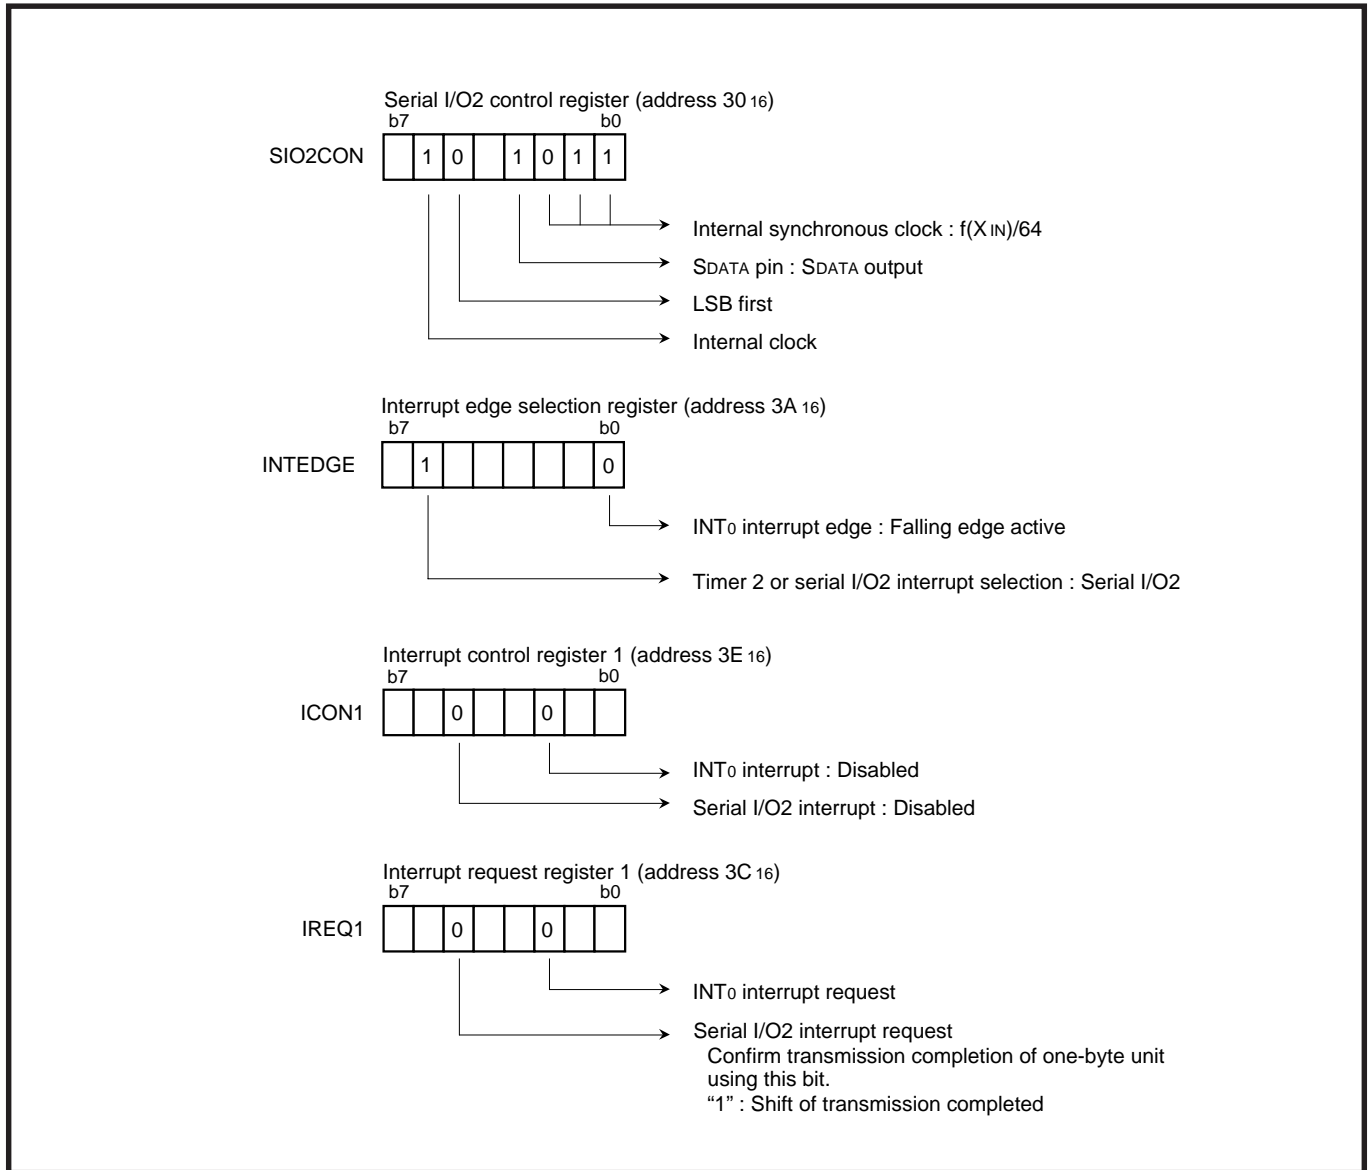 Serial I/O2 control register (address 30 16)
b7 b0
SIO2CON 1 0 1 0 1 1
Internal synchronous clock : f(XIN)/64
SDATA pin : SDATA output
LSB first
Internal clock
Interrupt edge selection register (address 3A 16)
b7 b0
INTEDGE 1 0
INT0 interrupt edge : Falling edge active
Timer 2 or serial I/O2 interrupt selection : Serial I/O2
Interrupt control register 1 (address 3E 16)
b7 b0
ICON1 0 0
INT0 interrupt : Disabled
Serial I/O2 interrupt : Disabled
Interrupt request register 1 (address 3C 16)
b7 b0
IREQ1 0 0
INT0 interrupt request
Serial I/O2 interrupt request
Confirm transmission completion of one-byte unit
using this bit.
“1” : Shift of transmission completed